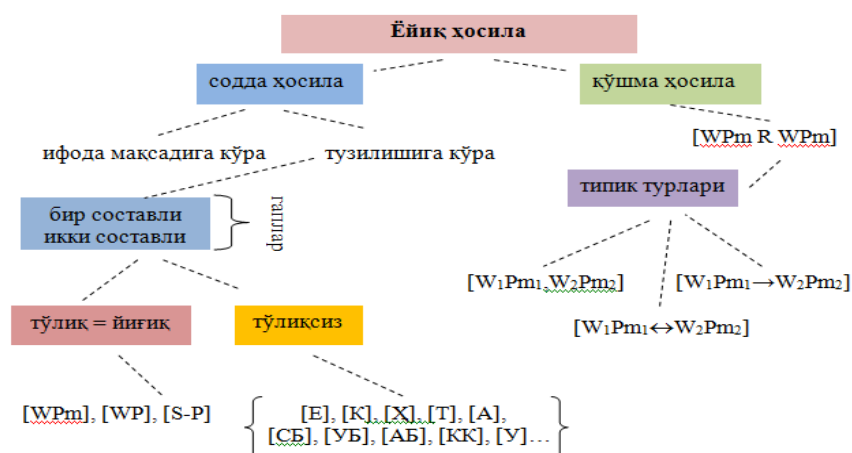 Ёйиқ ҳосила
содда ҳосила
қўшма ҳосила
[WPm R WPm]
ифода мақсадига кўра
тузилишига кўра
типик турлари
бир составли
икки составли
гаплар
[W₁Pm₁,W₂Pm₂]
[W₁Pm₁→W₂Pm₂]
[W₁Pm₁↔W₂Pm₂]
тўлиқ = йиғиқ
тўлиқсиз
[WPm], [WP], [S-P]
[Е], [К], [Ҳ], [Т], [А],
[СБ], [УБ], [АБ], [КК], [У]…